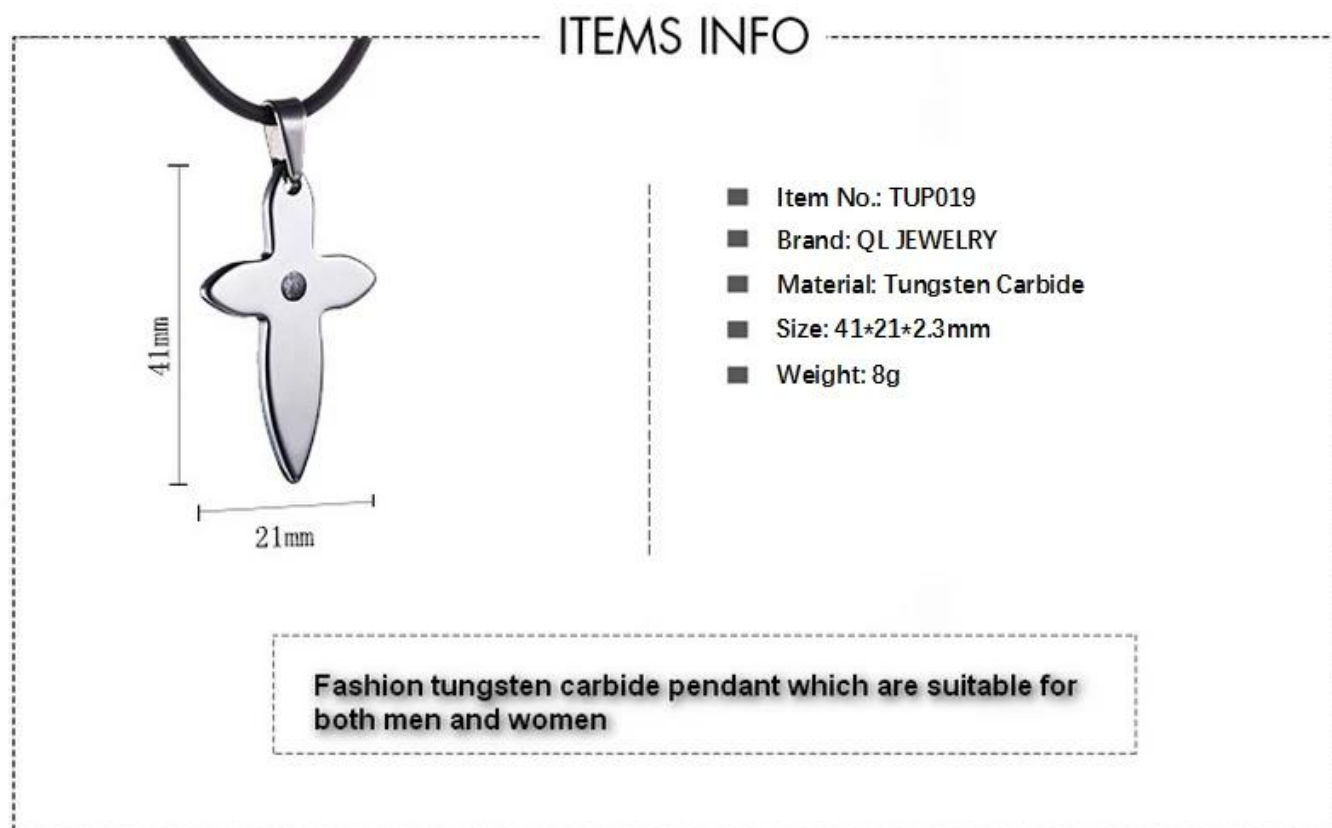 ITEMS INFO
41mm
21mm
Item No.: TUP019
Brand: QL JEWELRY
Material: Tungsten Carbide
Size: 41*21*2.3mm
Weight: 8g
Fashion tungsten carbide pendant which are suitable for
both men and women